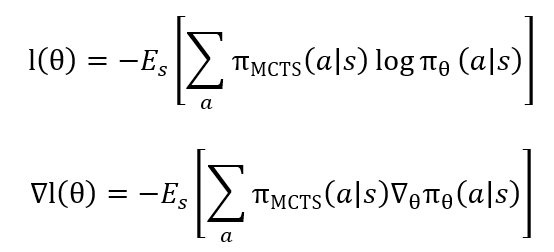 l(θ) = −E_s [∑_a π_MCTS(a|s) log π_θ (a|s)]
∇l(θ) = −E_s [∑_a π_MCTS(a|s)∇_θπ_θ(a|s)]